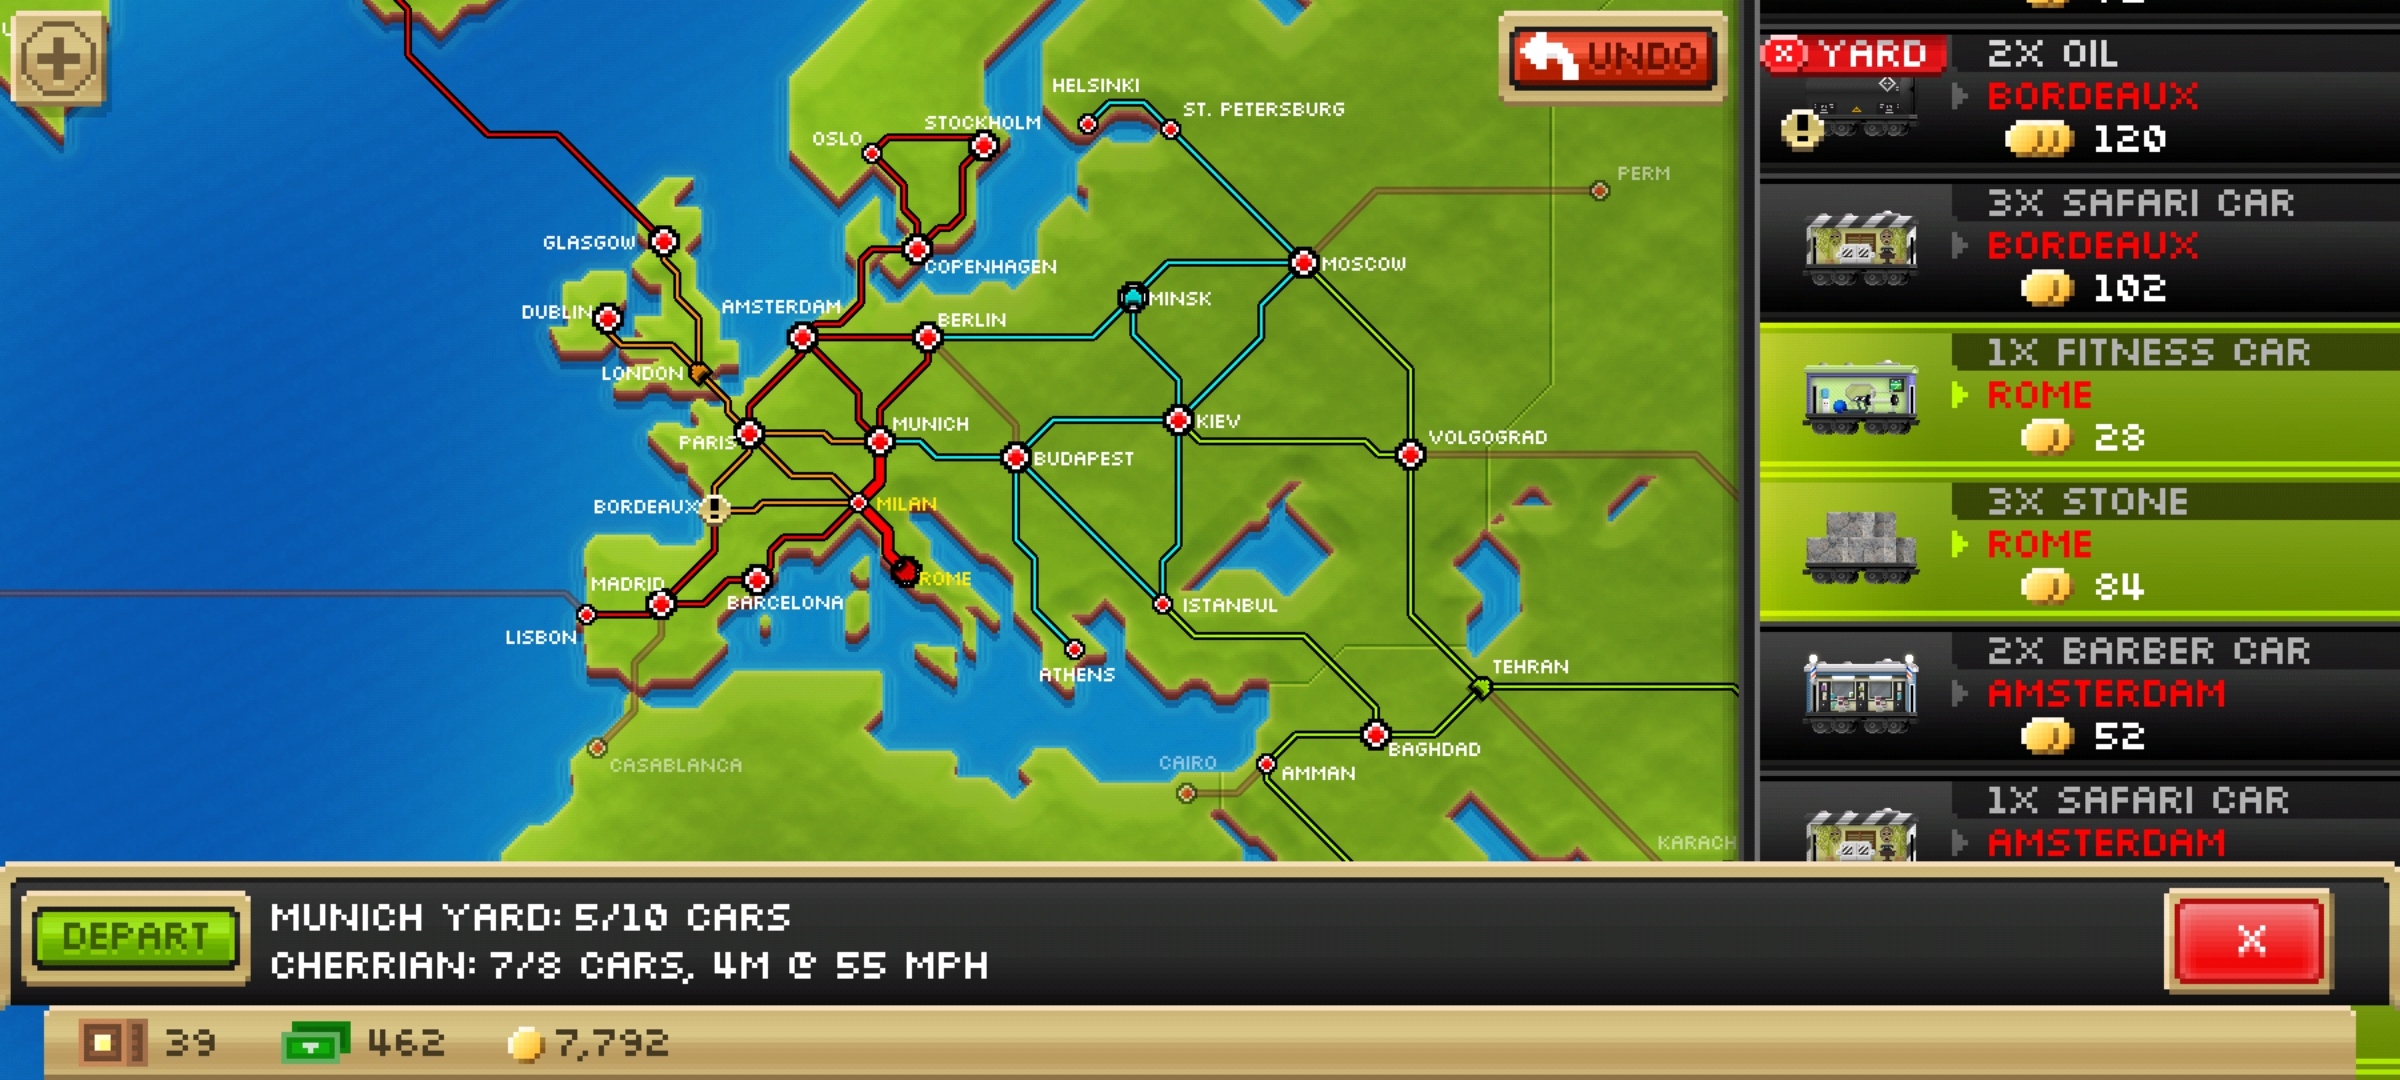 UNDO
HELSINKI
ST. PETERSBURG
STOCKHOLM
OSLO
PERM
GLASGOW
COPENHAGEN
MOSCOW
DUBLIN
AMSTERDAM
BERLIN
MINSK
LONDON
PARIS
MUNICH
KIEV
VOLGOGRAD
BUDAPEST
BORDEAUX
MILAN
MADRID
ROME
BARCELONA
ISTANBUL
LISBON
ATHENS
TEHRAN
CASABLANCA
CAIRO
AMMAN
BAGHDAD
KARACH
YARD
2X OIL
BORDEAUX
120
3X SAFARI CAR
BORDEAUX
102
1X FITNESS CAR
ROME
28
3X STONE
ROME
84
2X BARBER CAR
AMSTERDAM
52
1X SAFARI CAR
AMSTERDAM
DEPART
MUNICH YARD: 5/10 CARS
CHERRIAN: 7/8 CARS, 4M @ 55 MPH
X
39
462
7,792